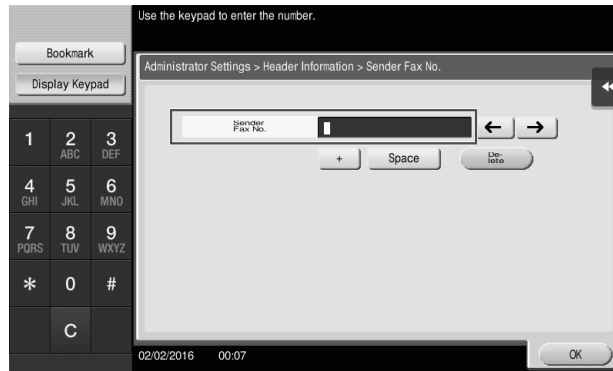 Use the keypad to enter the number.
Bookmark
Display Keypad
Administrator Settings > Header Information > Sender Fax No.
Sender
Fax No.
← →
+ Space De-
lete
1 2 3
ABC DEF
4 5 6
GHI JKL MNO
7 8 9
PQRS TUV WXYZ
* 0 #
C
02/02/2016 00:07
OK